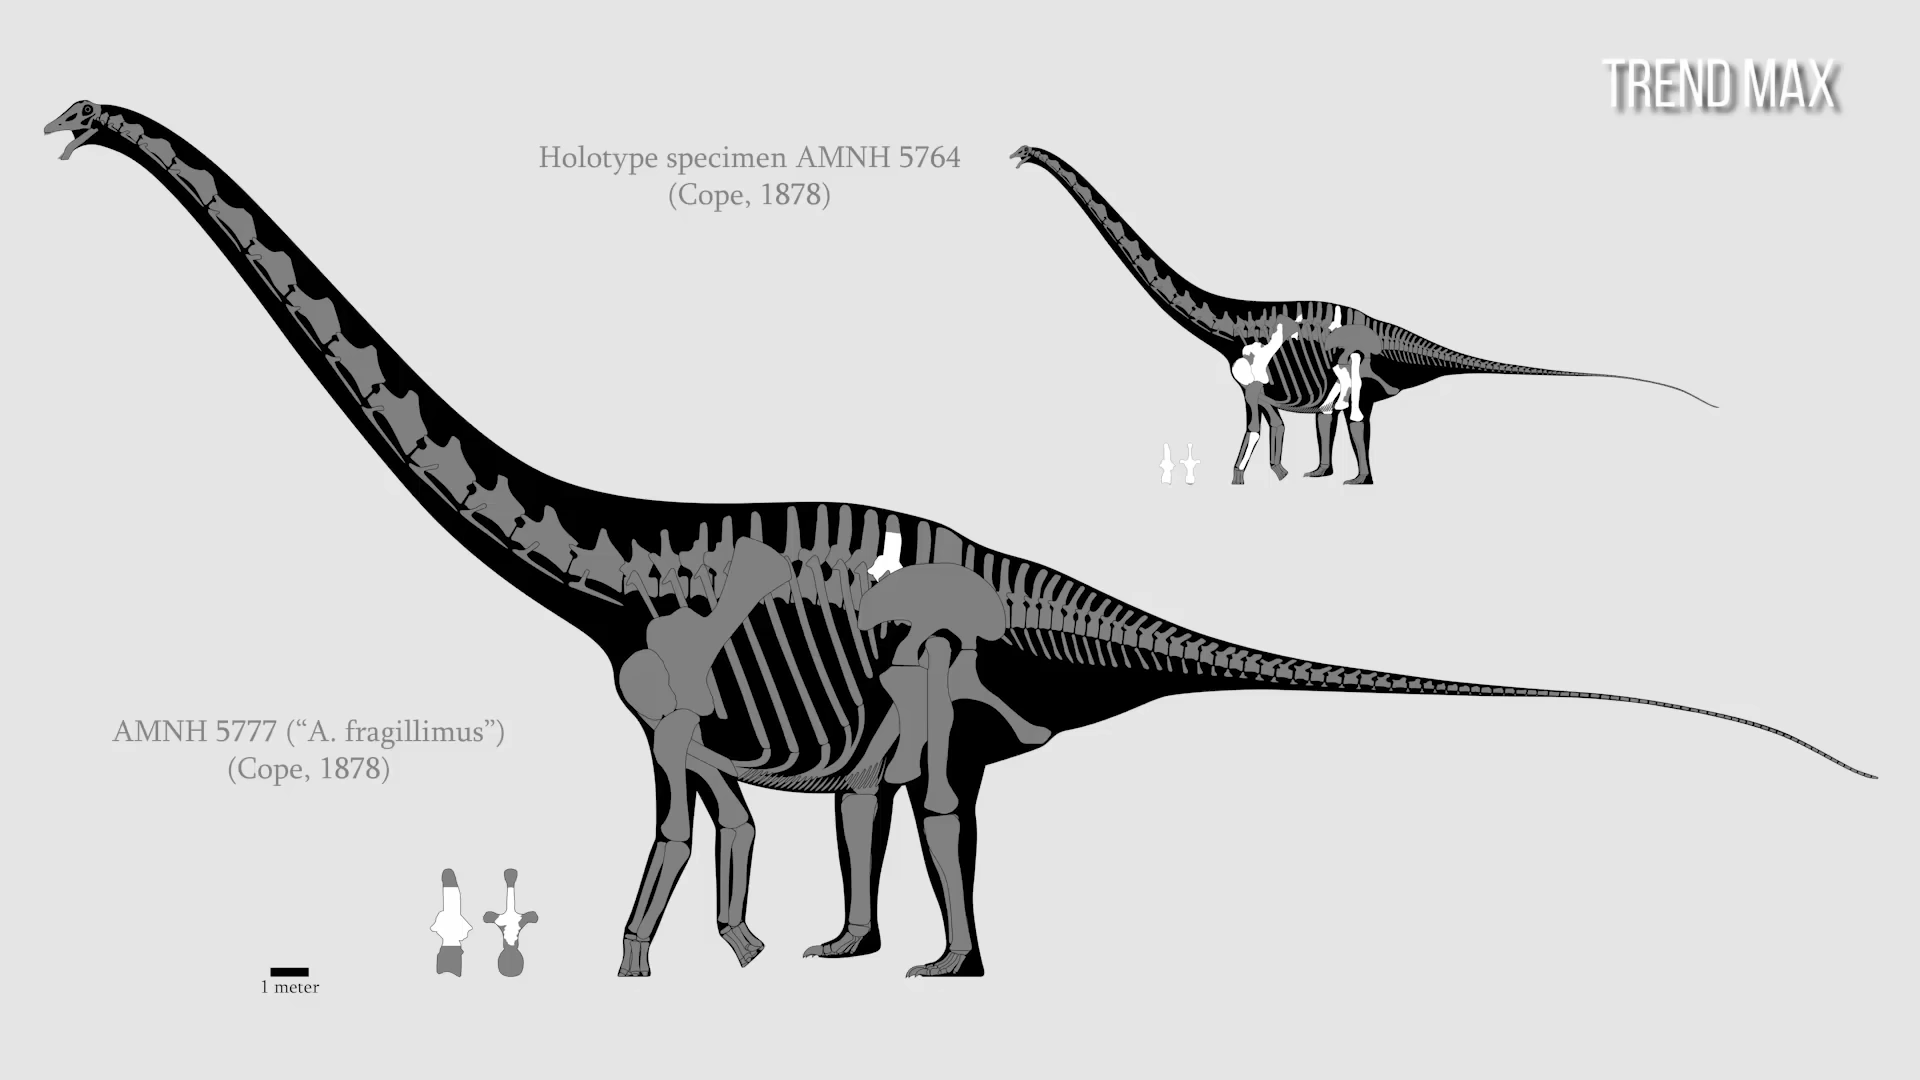 TREND MAX
Holotype specimen AMNH 5764
(Cope, 1878)
AMNH 5777 (“A. fragillimus”)
(Cope, 1878)
1 meter